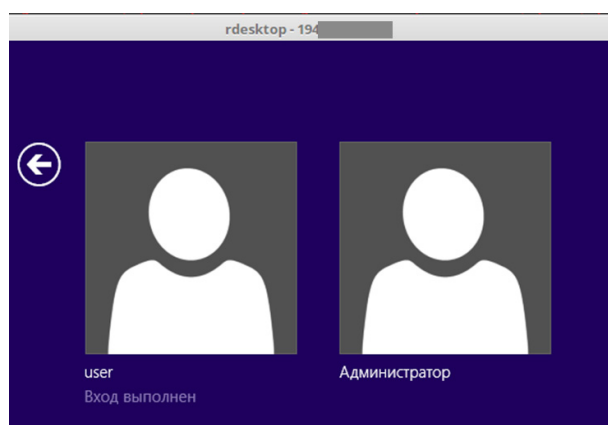 rdesktop - 194
user
Администратор
Вход выполнен